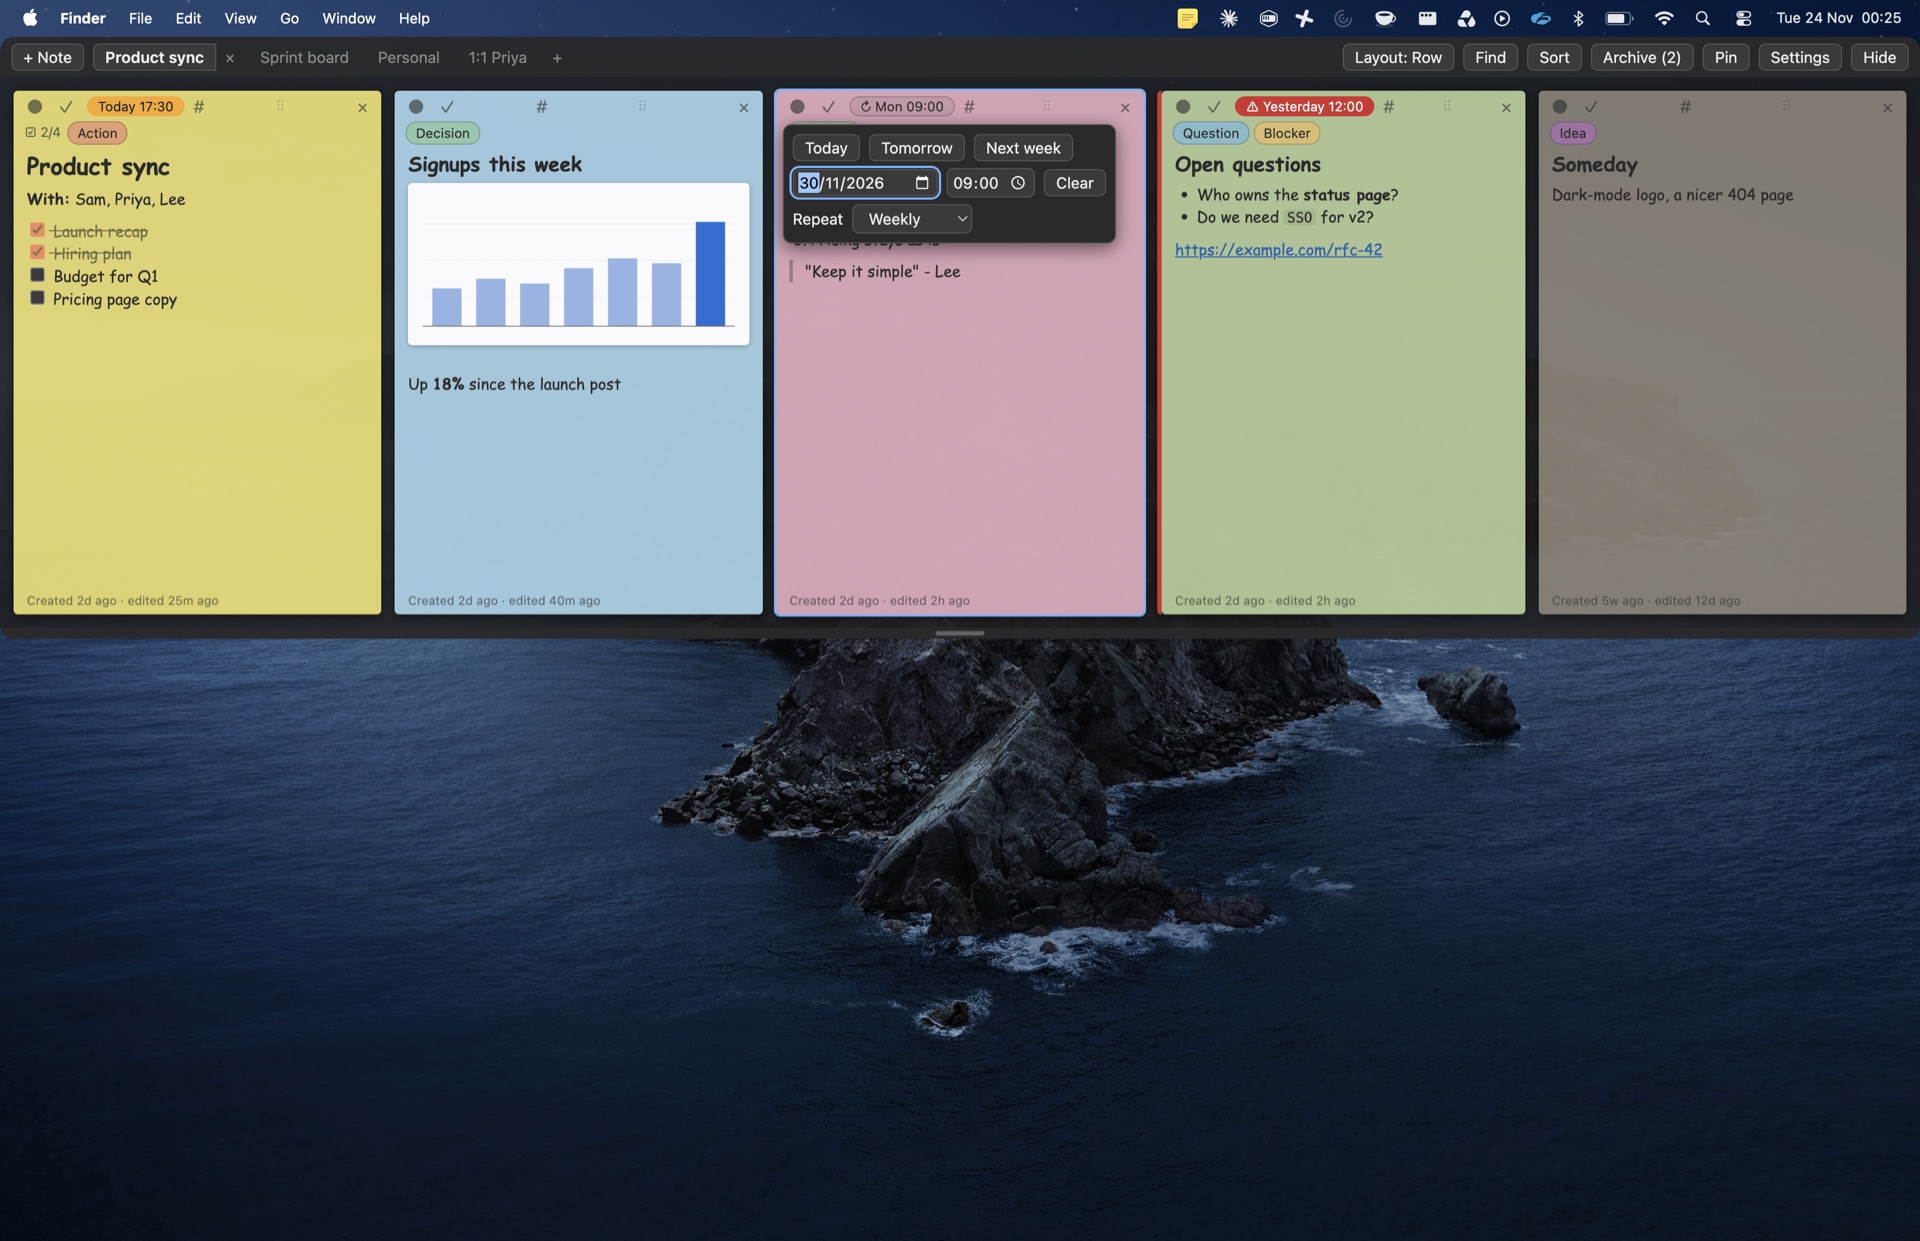 Finder File Edit View Go Window Help Tue 24 Nov 00:25
+ Note Product sync × Sprint board Personal 1:1 Priya + Layout: Row Find Sort Archive (2) Pin Settings Hide
Today 17:30 #
2/4 Action
Product sync
With: Sam, Priya, Lee
Launch recap
Hiring plan
Budget for Q1
Pricing page copy
Created 2d ago · edited 25m ago
#
Decision
Signups this week
Up 18% since the launch post
Created 2d ago · edited 40m ago
Mon 09:00 #
Today Tomorrow Next week
30/11/2026 09:00 Clear
Repeat Weekly
"Keep it simple" - Lee
Created 2d ago · edited 2h ago
Yesterday 12:00 #
Question Blocker
Open questions
• Who owns the status page?
• Do we need SSO for v2?
https://example.com/rfc-42
Created 2d ago · edited 2h ago
#
Idea
Someday
Dark-mode logo, a nicer 404 page
Created 5w ago · edited 12d ago